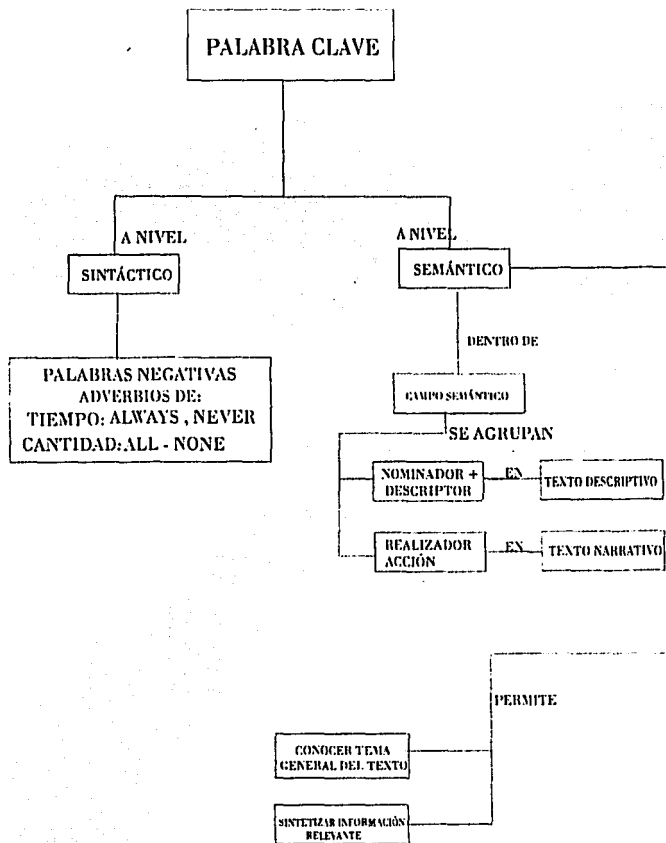 PALABRA CLAVE
A NIVEL
SINTÁCTICO
PALABRAS NEGATIVAS
ADVERBIOS DE:
TIEMPO: ALWAYS , NEVER
CANTIDAD: ALL - NONE
A NIVEL
SEMÁNTICO
DENTRO DE
CAMPO SEMÁNTICO
SE AGRUPAN
NOMINADOR +
DESCRIPTOR
EN
TEXTO DESCRIPTIVO
REALIZADOR
ACCIÓN
EN
TEXTO NARRATIVO
PERMITE
CONOCER TEMA
GENERAL DEL TEXTO
SINTETIZAR INFORMACIÓN
RELEVANTE